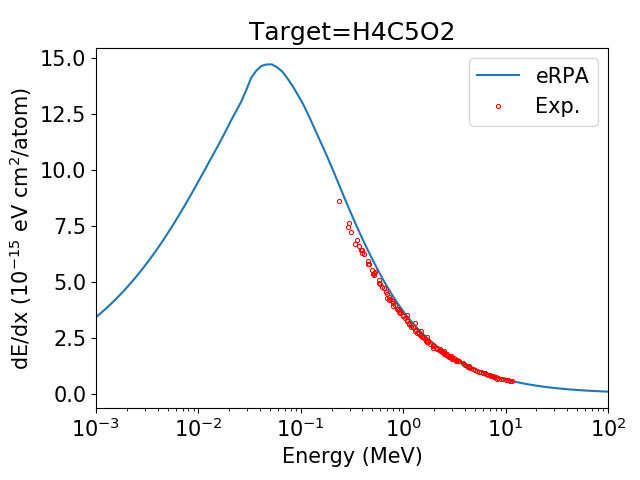 Target=H4C5O2
15.0
12.5
10.0
7.5
5.0
2.5
0.0
dE/dx (10⁻¹⁵ eV cm²/atom)
eRPA
Exp.
10⁻³ 10⁻² 10⁻¹ 10⁰ 10¹ 10²
Energy (MeV)